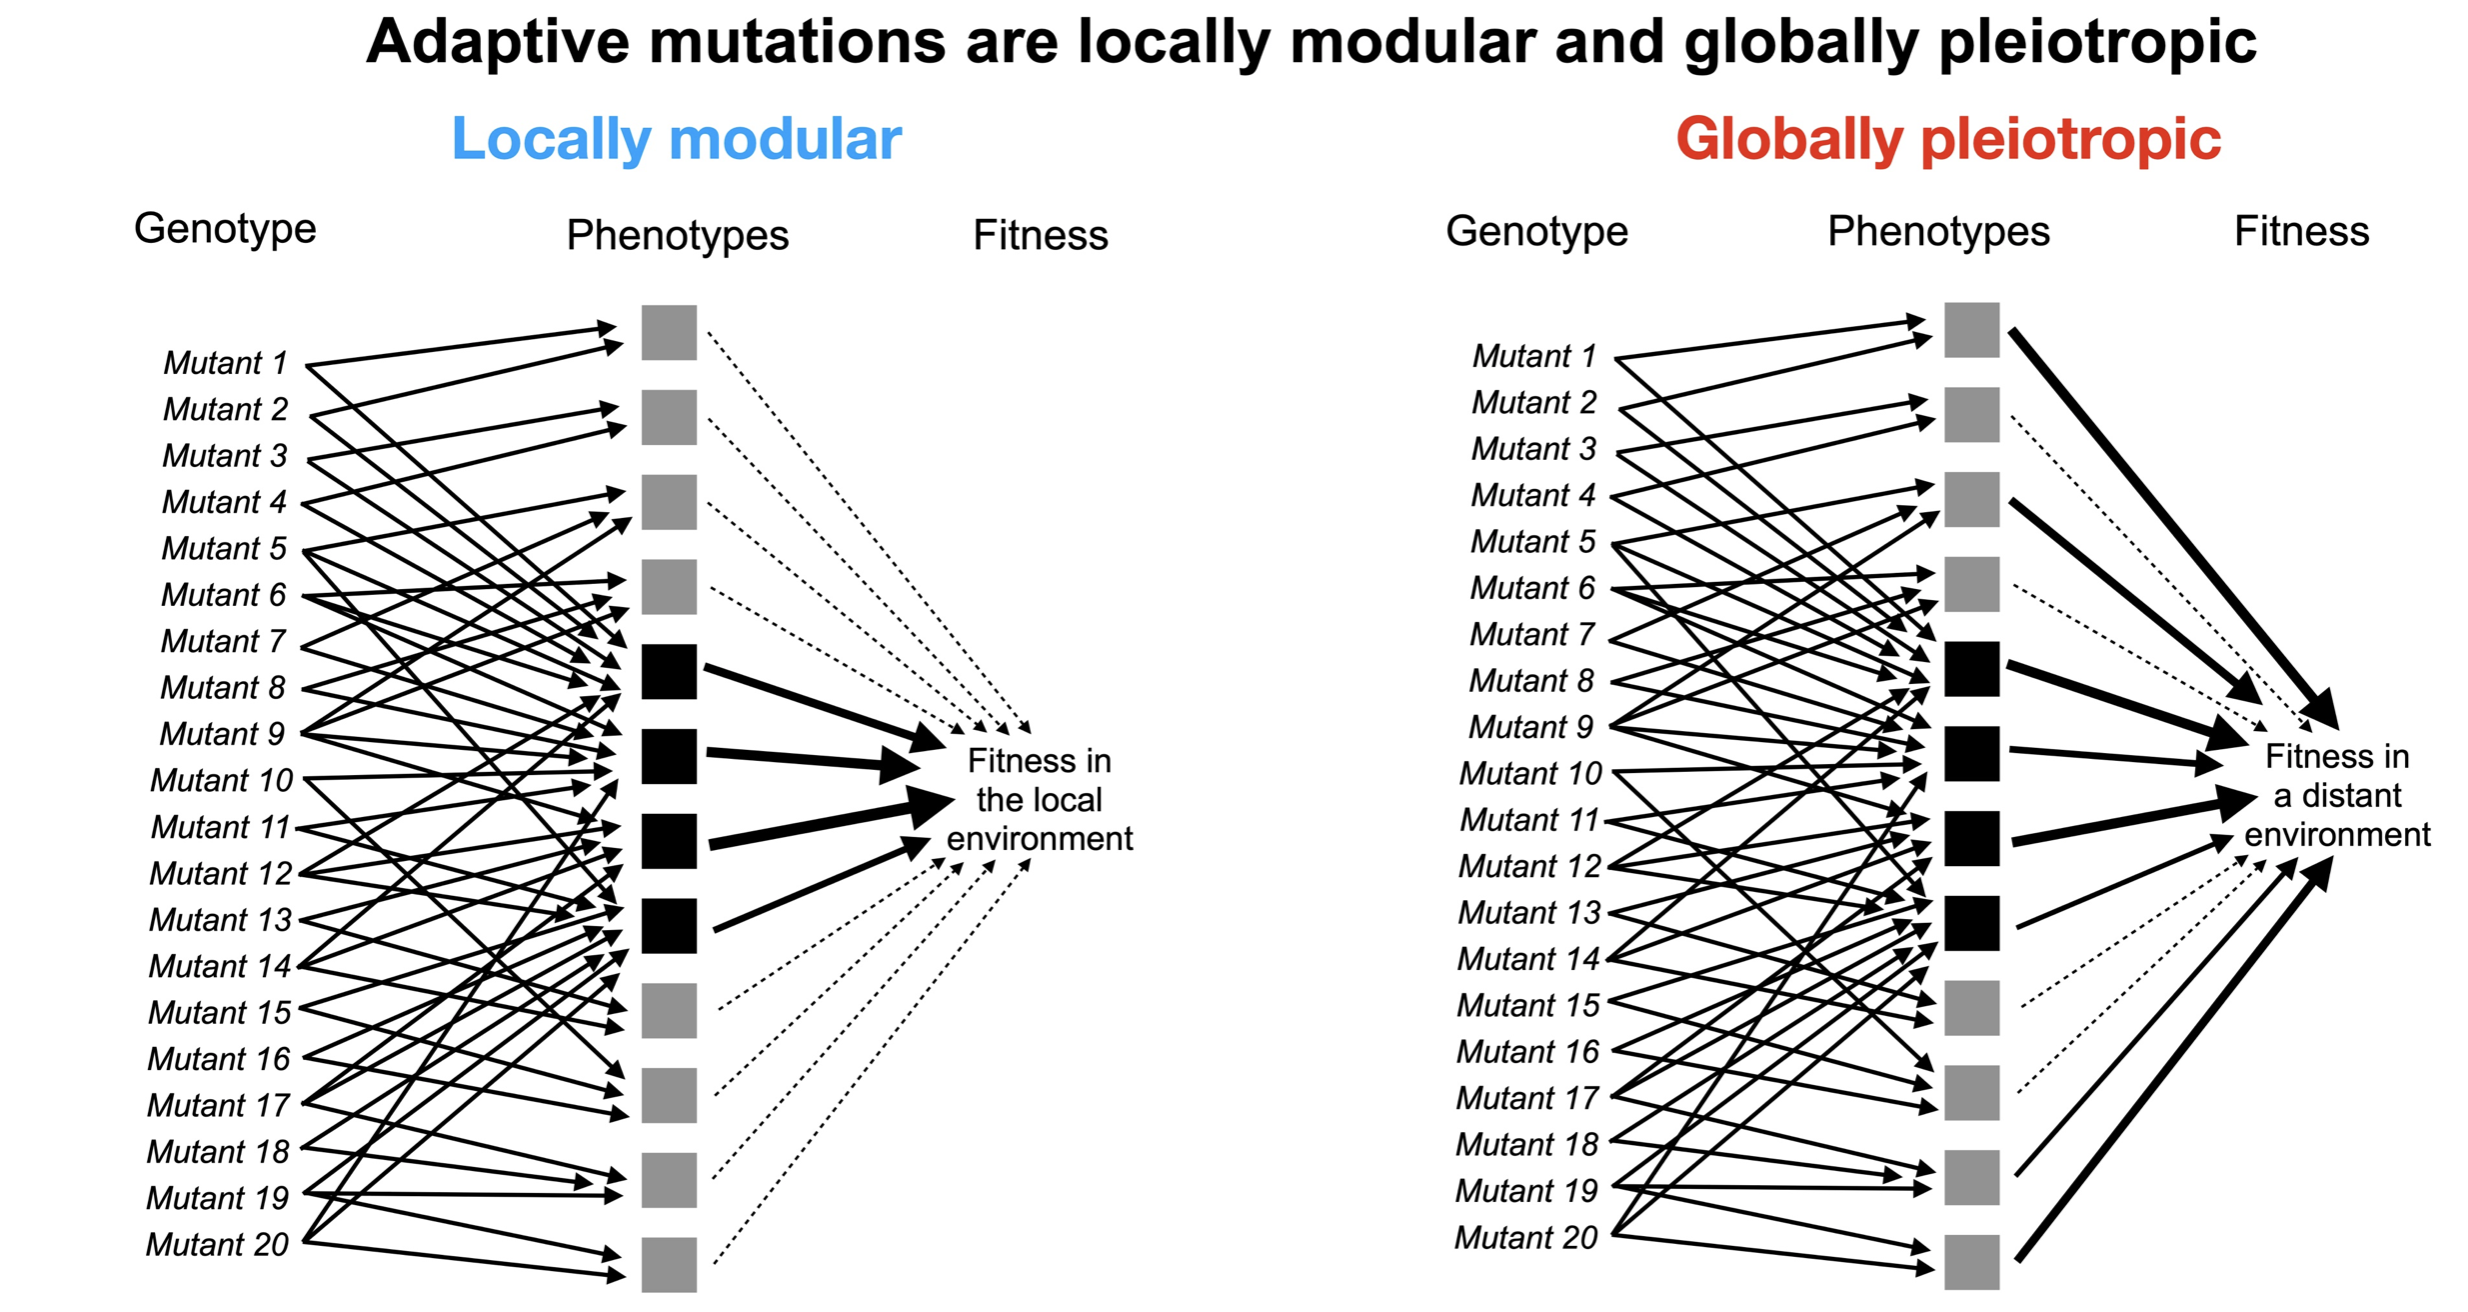 Adaptive mutations are locally modular and globally pleiotropic
Locally modular
Genotype
Phenotypes
Fitness
Mutant 1
Mutant 2
Mutant 3
Mutant 4
Mutant 5
Mutant 6
Mutant 7
Mutant 8
Mutant 9
Mutant 10
Mutant 11
Mutant 12
Mutant 13
Mutant 14
Mutant 15
Mutant 16
Mutant 17
Mutant 18
Mutant 19
Mutant 20
Fitness in
the local
environment
Globally pleiotropic
Genotype
Phenotypes
Fitness
Mutant 1
Mutant 2
Mutant 3
Mutant 4
Mutant 5
Mutant 6
Mutant 7
Mutant 8
Mutant 9
Mutant 10
Mutant 11
Mutant 12
Mutant 13
Mutant 14
Mutant 15
Mutant 16
Mutant 17
Mutant 18
Mutant 19
Mutant 20
Fitness in
a distant
environment